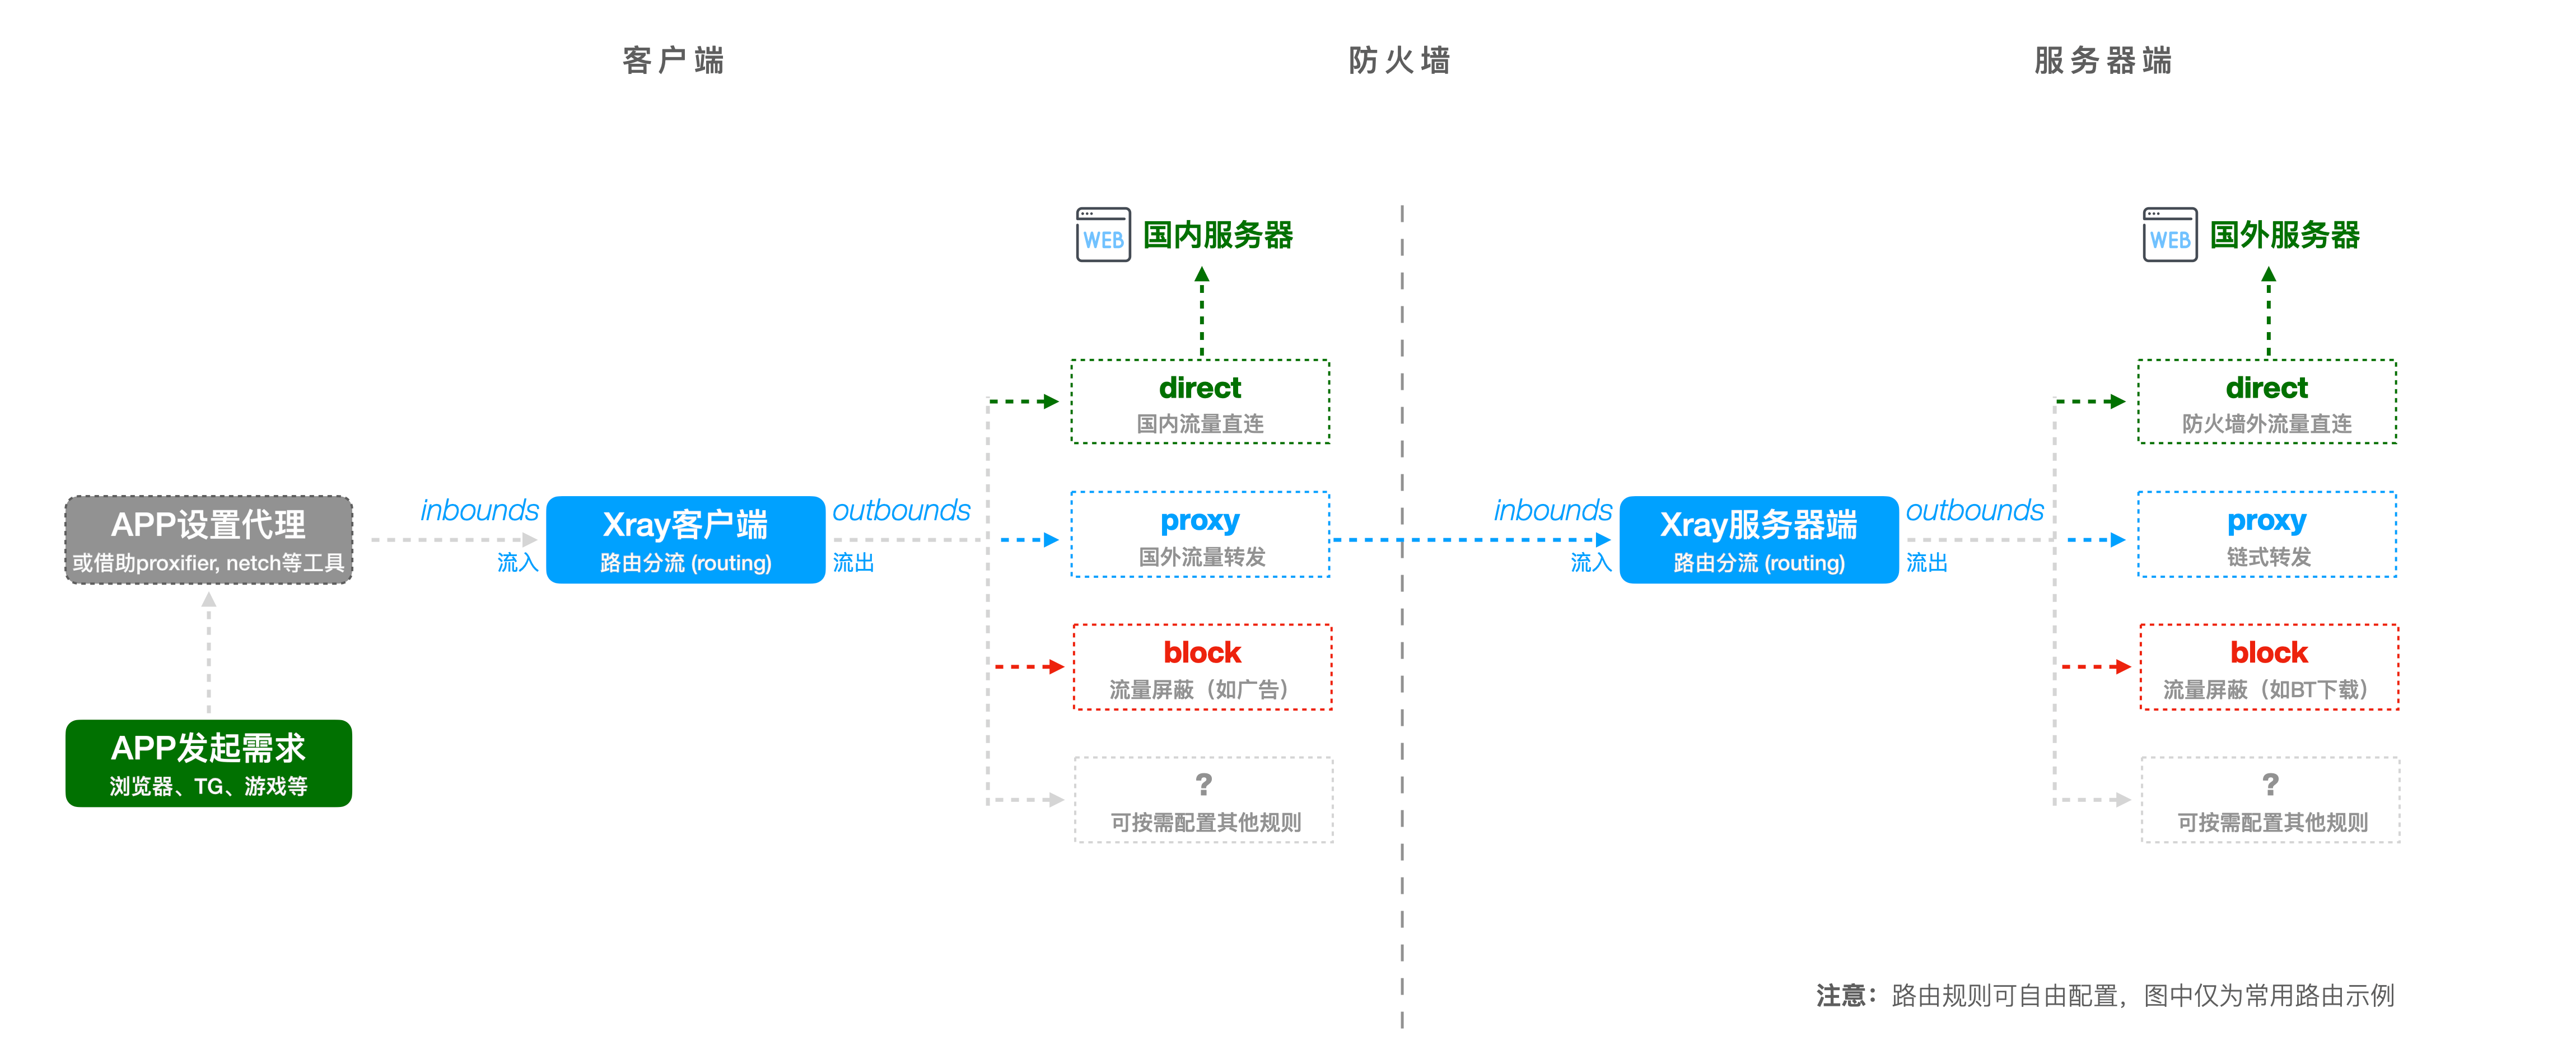 客户端
防火墙
服务器端
WEB 国内服务器
WEB 国外服务器
direct
国内流量直连
direct
防火墙外流量直连
APP设置代理
或借助proxifier, netch等工具
inbounds
流入
Xray客户端
路由分流 (routing)
outbounds
流出
proxy
国外流量转发
inbounds
流入
Xray服务器端
路由分流 (routing)
outbounds
流出
proxy
链式转发
block
流量屏蔽（如广告）
block
流量屏蔽（如BT下载）
APP发起需求
浏览器、TG、游戏等
?
可按需配置其他规则
?
可按需配置其他规则
注意：路由规则可自由配置，图中仅为常用路由示例